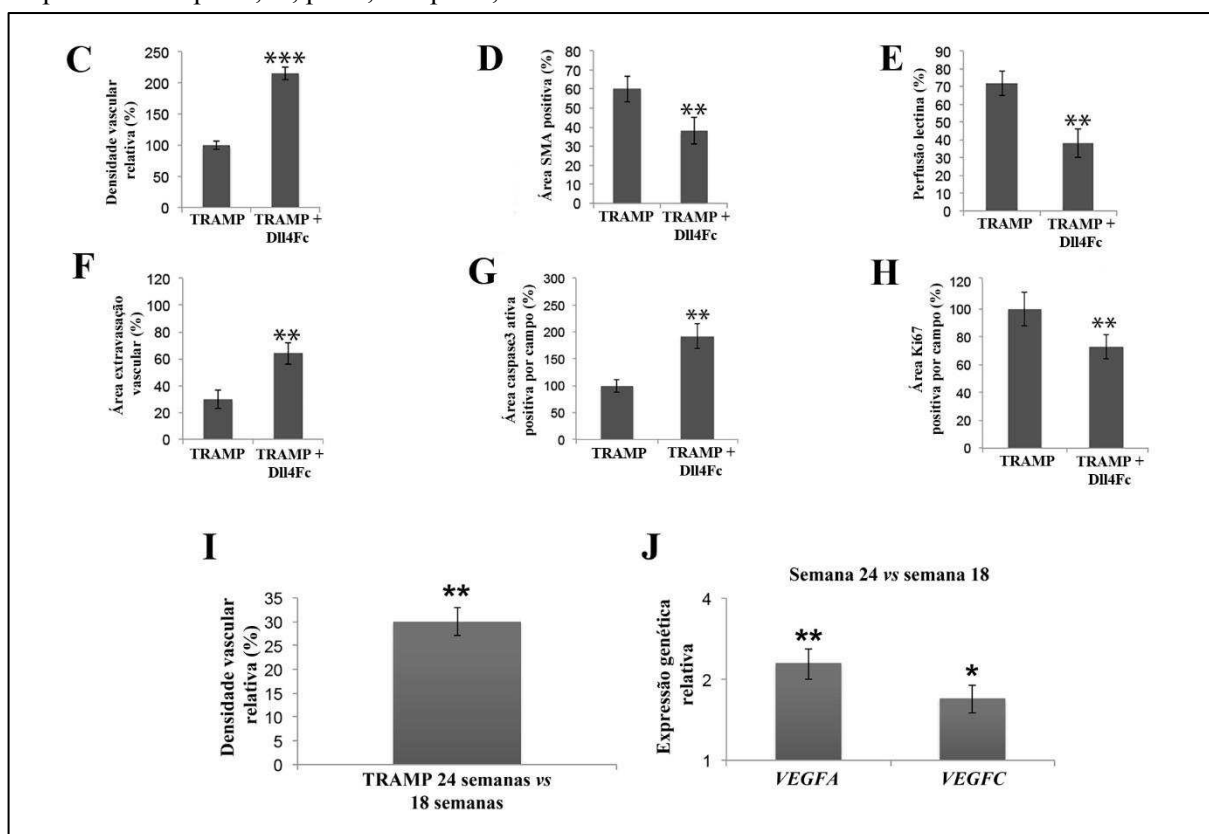 C
Densidade vascular
relativa (%)
250
200
150
100
50
0
***
TRAMP
TRAMP +
Dll4Fc
D
Área SMA positiva (%)
80
70
60
50
40
30
20
10
0
**
TRAMP
TRAMP +
Dll4Fc
E
Perfusão lectina (%)
90
80
70
60
50
40
30
20
10
0
**
TRAMP
TRAMP +
Dll4Fc
F
Área extravasação
vascular (%)
120
100
80
60
40
20
0
**
TRAMP
TRAMP +
Dll4Fc
G
Área caspase3 ativa
positiva por campo (%)
300
250
200
150
100
50
0
**
TRAMP
TRAMP +
Dll4Fc
H
Área Ki67
positiva por campo (%)
120
100
80
60
40
20
0
**
TRAMP
TRAMP +
Dll4Fc
I
Densidade vascular
relativa (%)
35
30
25
20
15
10
5
0
**
TRAMP 24 semanas vs
18 semanas
J
Semana 24 vs semana 18
Expressão genética
relativa
4
2
1
**
*
VEGFA
VEGFC